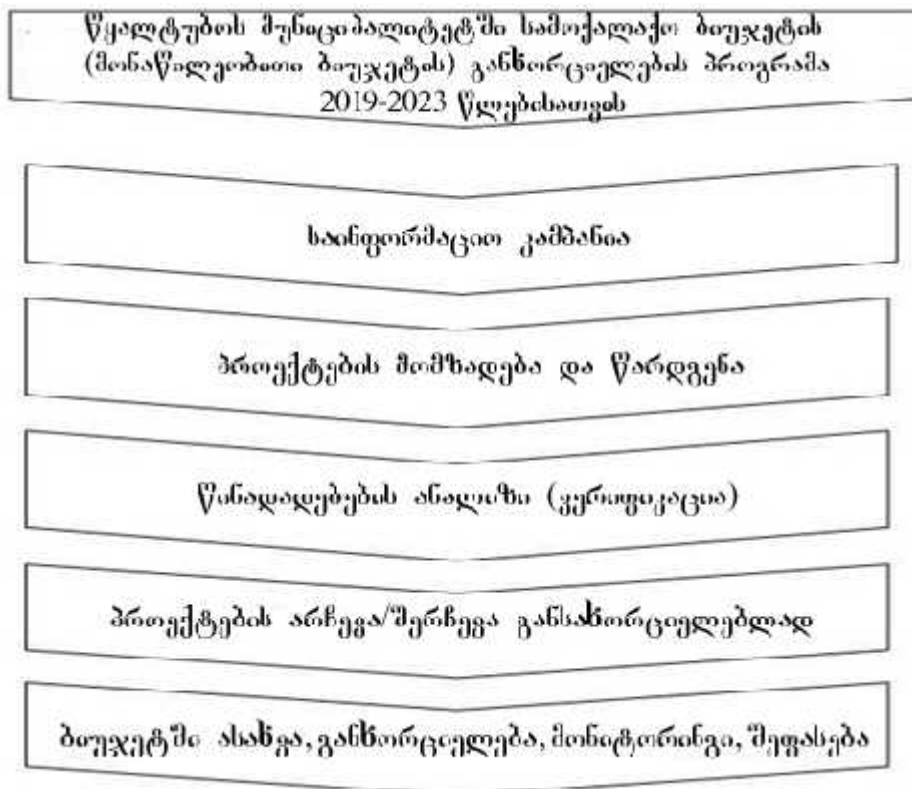 წყალტუბოს მუნიციპალიტეტში სამოქალაქო ბიუჯეტის
(მონაწილეობითი ბიუჯეტის) განხორციელების პროგრამა
2019-2023 წლებისათვის
საინფორმაციო კამპანია
პროექტების მომზადება და წარდგენა
წინადადებების ანალიზი (ვერიფიკაცია)
პროექტების არჩევა/შერჩევა განსახორციელებლად
ბიუჯეტში ასახვა, განხორციელება, მონიტორინგი, შეფასება